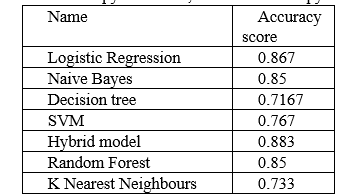 Name Accuracy
score
Logistic Regression 0.867
Naive Bayes 0.85
Decision tree 0.7167
SVM 0.767
Hybrid model 0.883
Random Forest 0.85
K Nearest Neighbours 0.733